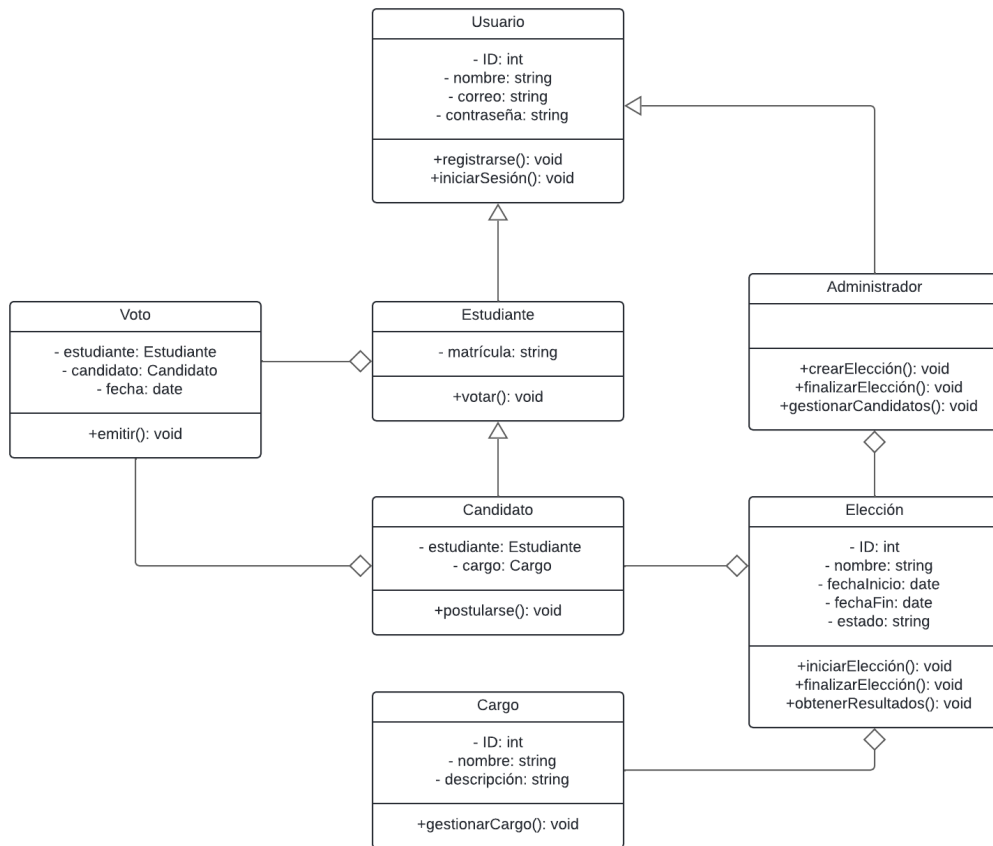 Usuario
- ID: int
- nombre: string
- correo: string
- contraseña: string
+registrarse(): void
+iniciarSesión(): void
Administrador
+crearElección(): void
+finalizarElección(): void
+gestionarCandidatos(): void
Voto
- estudiante: Estudiante
- candidato: Candidato
- fecha: date
+emitir(): void
Estudiante
- matrícula: string
+votar(): void
Candidato
- estudiante: Estudiante
- cargo: Cargo
+postularse(): void
Elección
- ID: int
- nombre: string
- fechaInicio: date
- fechaFin: date
- estado: string
+iniciarElección(): void
+finalizarElección(): void
+obtenerResultados(): void
Cargo
- ID: int
- nombre: string
- descripción: string
+gestionarCargo(): void